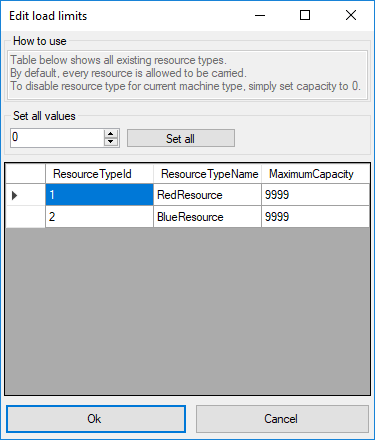 Edit load limits
How to use
Table below shows all existing resource types.
By default, every resource is allowed to be carried.
To disable resource type for current machine type, simply set capacity to 0.
Set all values
0
Set all
ResourceTypeId ResourceTypeName MaximumCapacity
1 RedResource 9999
2 BlueResource 9999
Ok Cancel